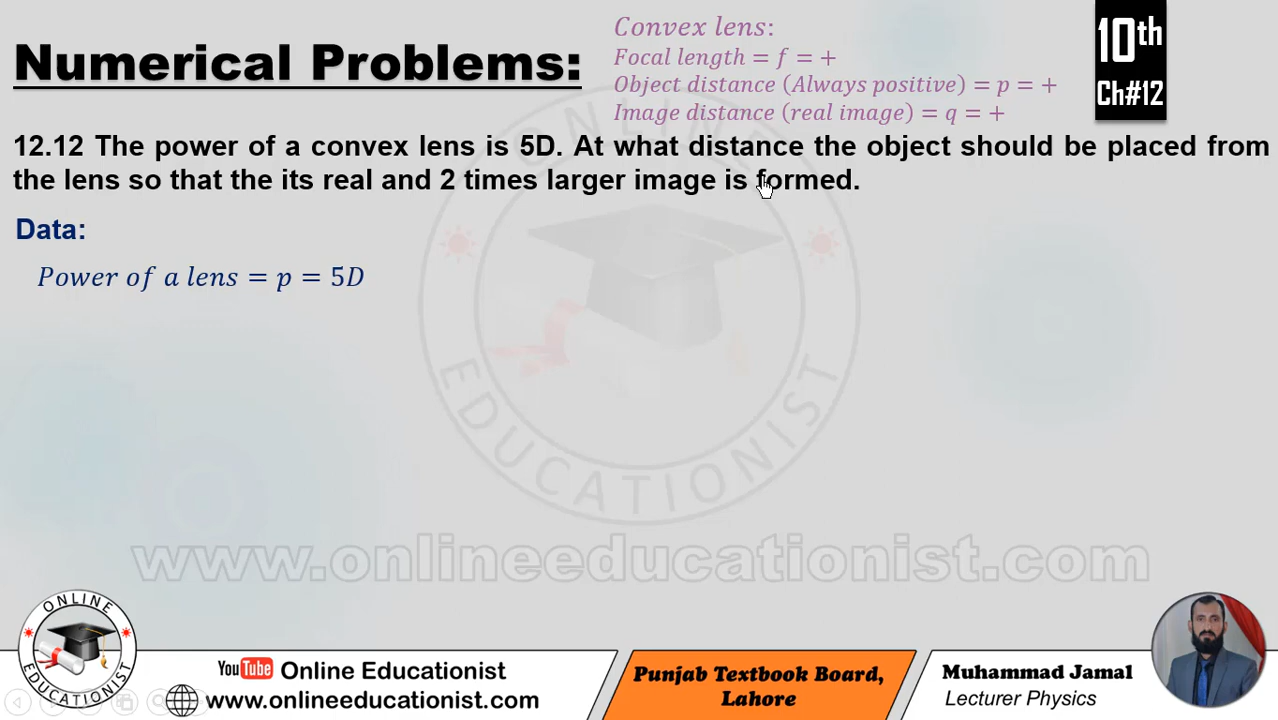 Convex lens:
Numerical Problems:
Focal length = f = +
Object distance (Always positive) = p = +
Image distance (real image) = q = +
10th
Ch#12
12.12 The power of a convex lens is 5D. At what distance the object should be placed from
the lens so that the its real and 2 times larger image is formed.
Data:
Power of a lens = p = 5D
ONLINE
EDUCATIONIST
www.onlineeducationist.com
ONLINE
EDUCATIONIST
YouTube Online Educationist
www.onlineeducationist.com
Punjab Textbook Board,
Lahore
Muhammad Jamal
Lecturer Physics